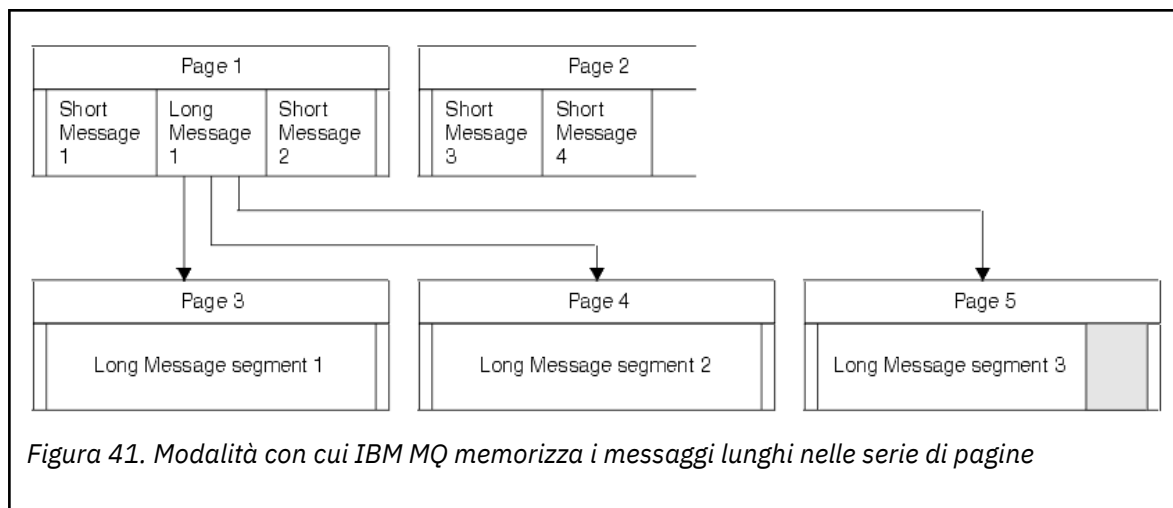 Page 1
Page 2
Short Message 1
Long Message 1
Short Message 2
Short Message 3
Short Message 4
Page 3
Page 4
Page 5
Long Message segment 1
Long Message segment 2
Long Message segment 3
Figura 41. Modalità con cui IBM MQ memorizza i messaggi lunghi nelle serie di pagine